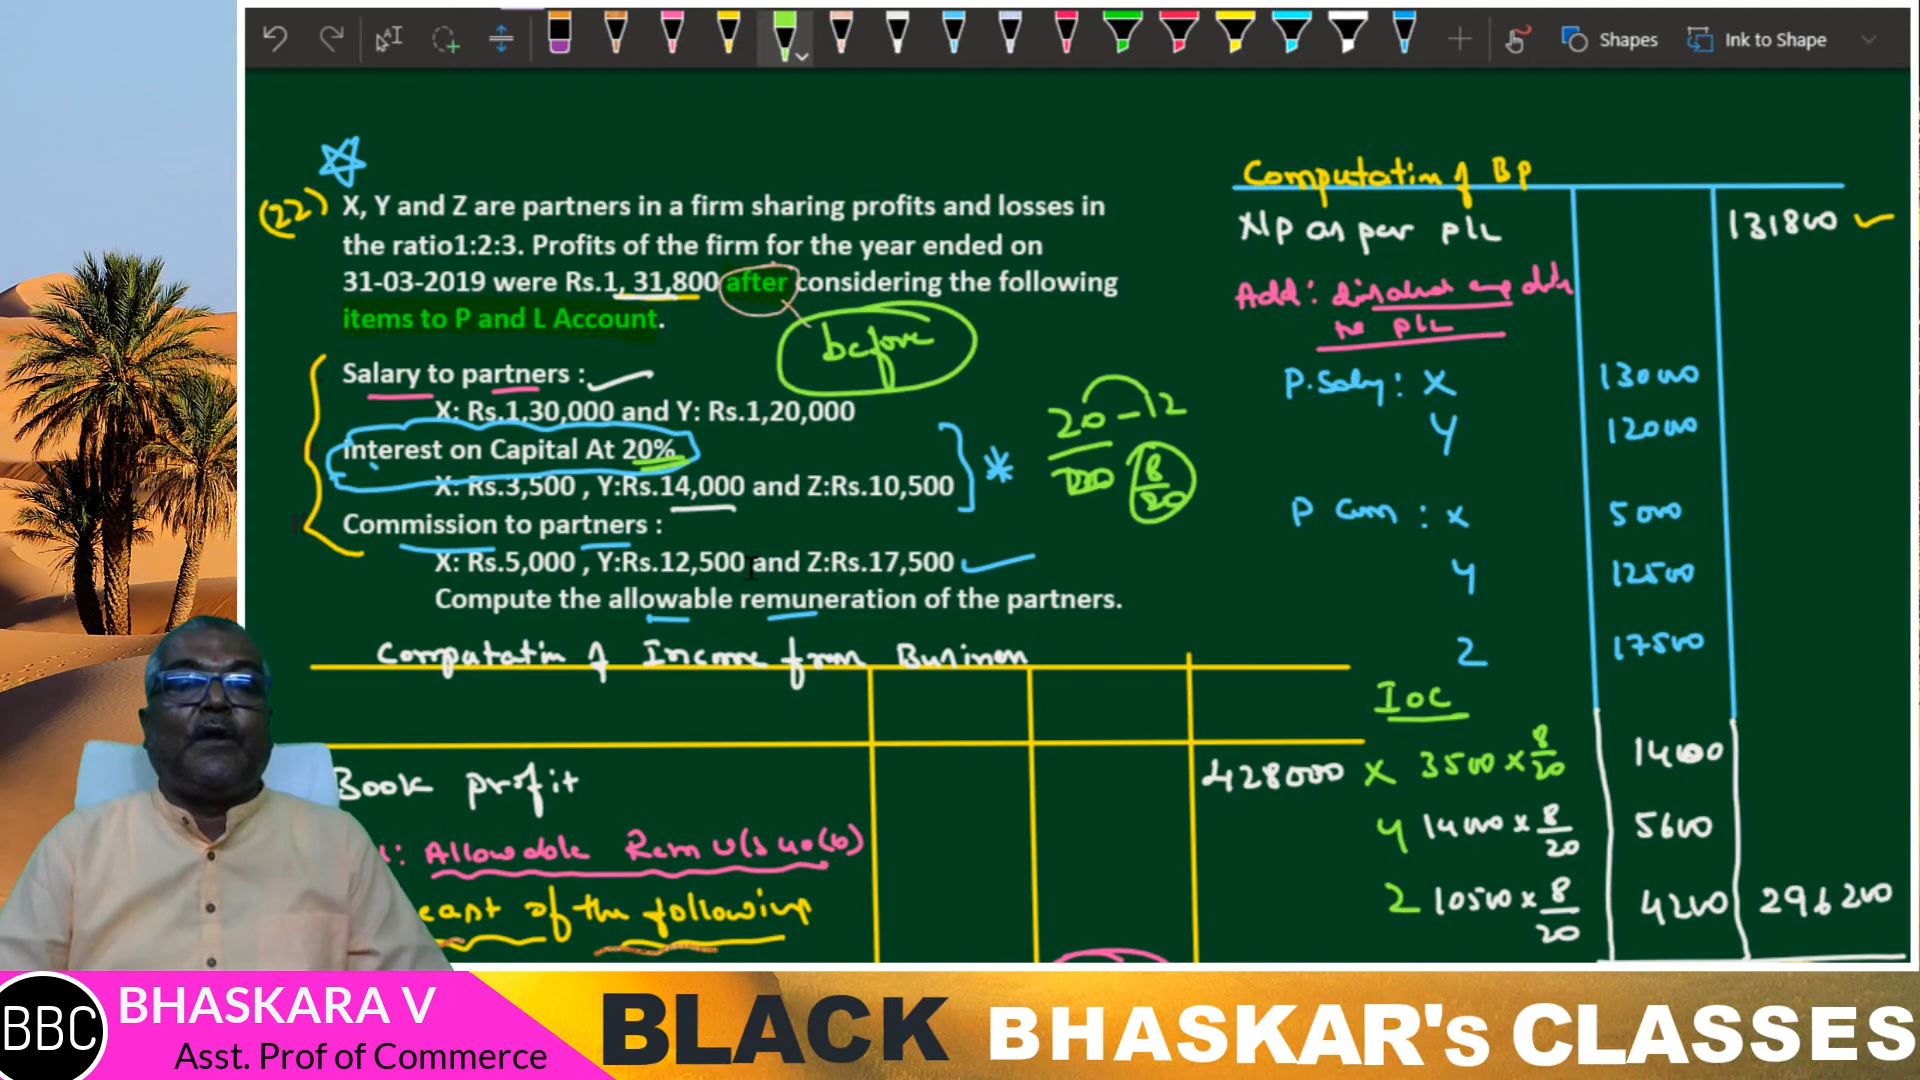 Shapes
Ink to Shape
(22) X, Y and Z are partners in a firm sharing profits and losses in
the ratio1:2:3. Profits of the firm for the year ended on
31-03-2019 were Rs.1, 31,800 after considering the following
items to P and L Account.
before
Salary to partners :
X: Rs.1,30,000 and Y: Rs.1,20,000
Interest on Capital At 20%
X: Rs.3,500 , Y:Rs.14,000 and Z:Rs.10,500
Commission to partners :
X: Rs.5,000 , Y:Rs.12,500 and Z:Rs.17,500
Compute the allowable remuneration of the partners.
20-12
8
20
Computation of Income from Business
Book profit 428000
Allowable Rem U/s 40(b)
of the following
Computation of BP
N/p as per p/L 131800
Add:
to p/L
P. Saly: X 130000
Y 120000
P Com : X 5000
Y 12500
Z 17500
IOC
X 3500 x 8/20 1400
Y 14000 x 8/20 5600
Z 10500 x 8/20 4200 296200
BBC
BHASKARA V
Asst. Prof of Commerce
BLACK BHASKAR's CLASSES